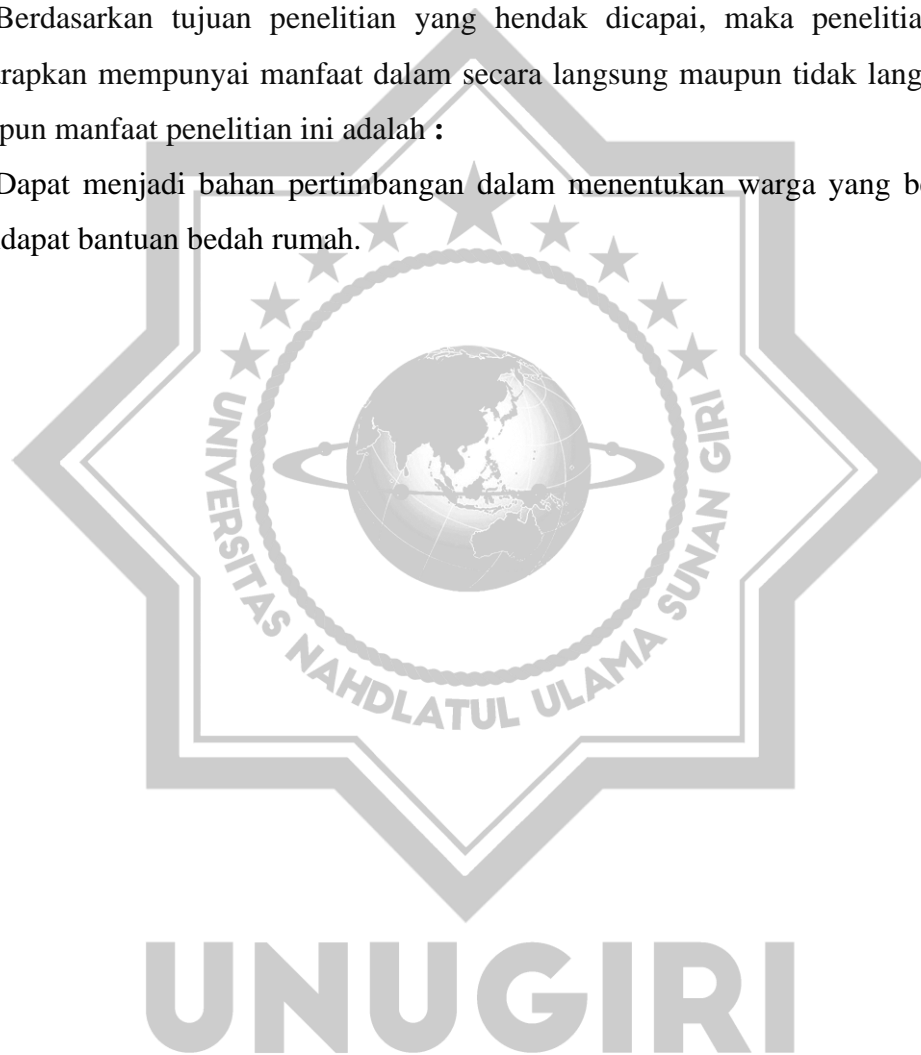 Berdasarkan tujuan penelitian yang hendak dicapai, maka penelitia
rapkan mempunyai manfaat dalam secara langsung maupun tidak lang
pun manfaat penelitian ini adalah :
Dapat menjadi bahan pertimbangan dalam menentukan warga yang be
dapat bantuan bedah rumah.
UNIVERSITAS NAHDLATUL ULAMA SUNAN GIRI
UNUGIRI